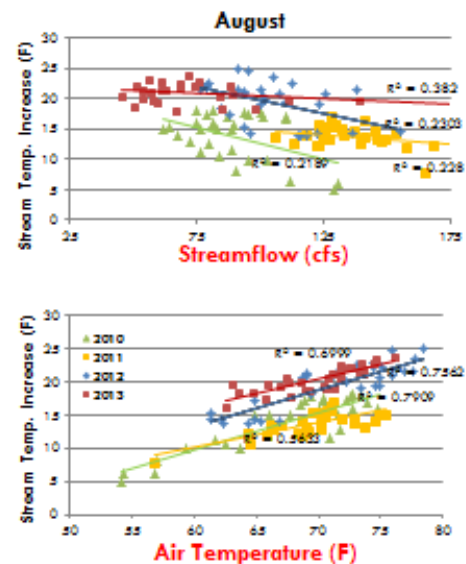 August
Stream Temp. Increase (F)
30
25
20
15
10
5
0
R² = 0.382
R² = 0.2303
R² = 0.2189
R² = 0.228
25
75
125
175
Streamflow (cfs)
Stream Temp. Increase (F)
30
25
20
15
10
5
0
2010
2011
2012
2013
R² = 0.6999
R² = 0.7562
R² = 0.7909
R² = 0.5633
50
55
60
65
70
75
80
Air Temperature (F)